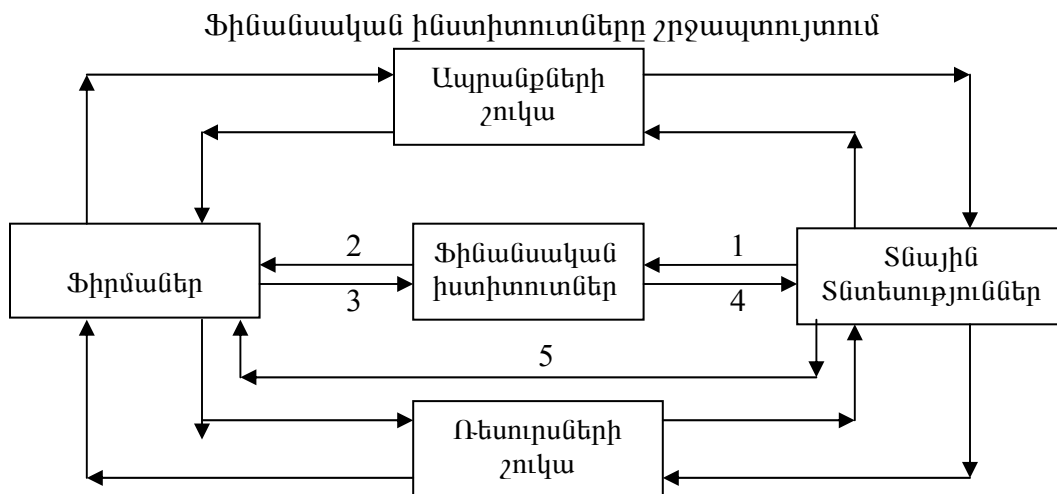 Ֆինանսական ինստիտուտները շրջապտույտում
Ապրանքների
շուկա
2
1
Ֆիրմաներ
Ֆինանսական
իստիտուտներ
Տնային
Տնտեսություններ
3
4
5
Ռեսուրսների
շուկա